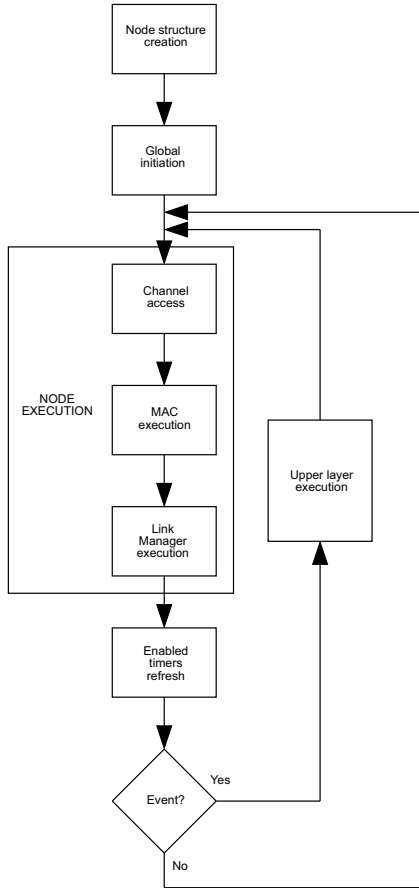 Node structure
creation
Global
initiation
Channel
access
NODE
EXECUTION
MAC
execution
Upper layer
execution
Link
Manager
execution
Enabled
timers
refresh
Yes
Event?
No